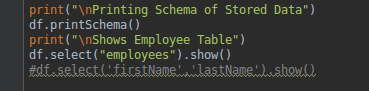 print("\nPrinting Schema of Stored Data")
df.printSchema()
print("\nShows Employee Table")
df.select("employees").show()
#df.select('firstName','lastName').show()